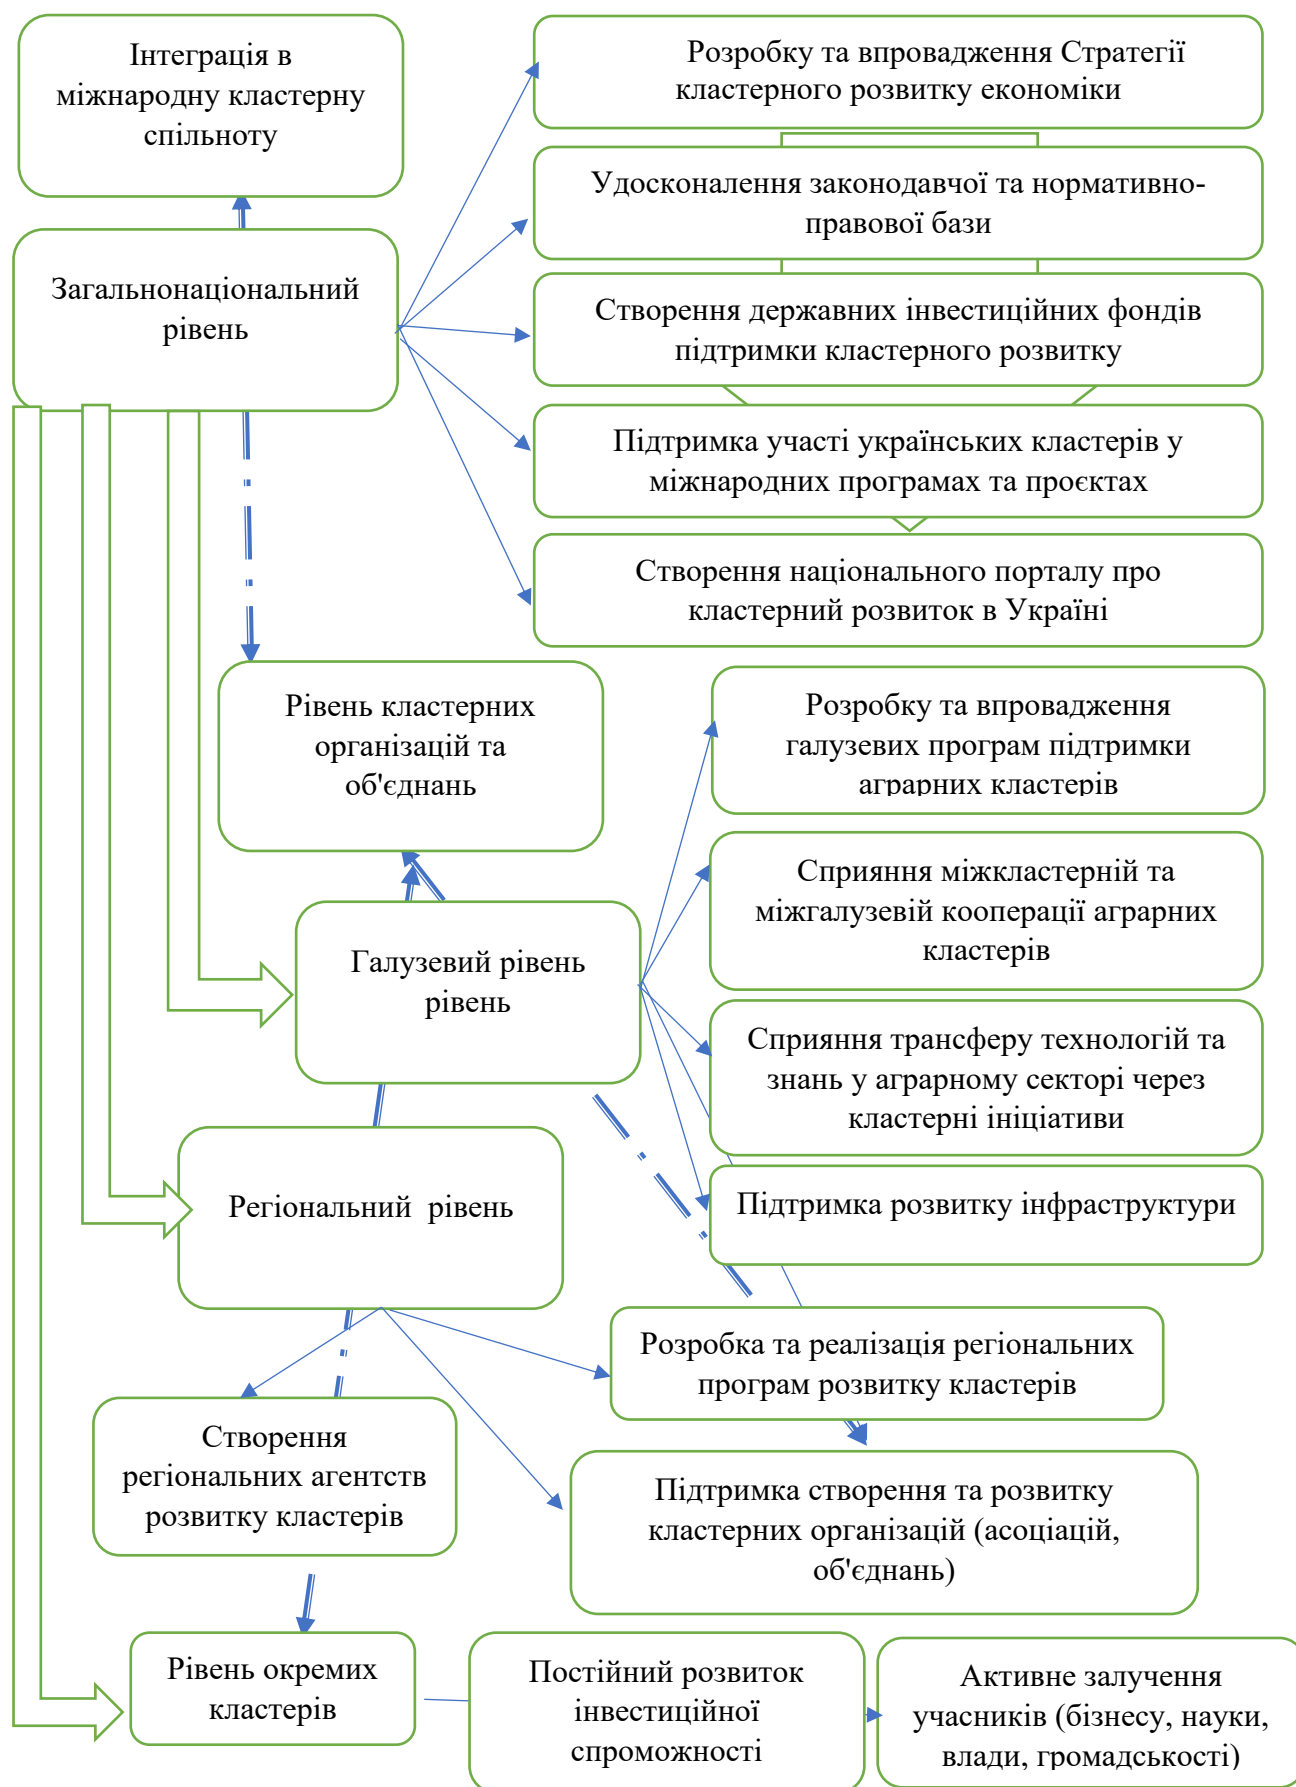 Інтеграція в
міжнародну кластерну
спільноту
Розробку та впровадження Стратегії
кластерного розвитку економіки
Удосконалення законодавчої та нормативно-
правової бази
Загальнонаціональний
рівень
Створення державних інвестиційних фондів
підтримки кластерного розвитку
Підтримка участі українських кластерів у
міжнародних програмах та проєктах
Створення національного порталу про
кластерний розвиток в Україні
Рівень кластерних
організацій та
об'єднань
Розробку та впровадження
галузевих програм підтримки
аграрних кластерів
Сприяння міжкластерній та
міжгалузевій кооперації аграрних
кластерів
Галузевий рівень
рівень
Сприяння трансферу технологій та
знань у аграрному секторі через
кластерні ініціативи
Підтримка розвитку інфраструктури
Регіональний  рівень
Розробка та реалізація регіональних
програм розвитку кластерів
Створення
регіональних агентств
розвитку кластерів
Підтримка створення та розвитку
кластерних організацій (асоціацій,
об'єднань)
Рівень окремих
кластерів
Постійний розвиток
інвестиційної
спроможності
Активне залучення
учасників (бізнесу, науки,
влади, громадськості)